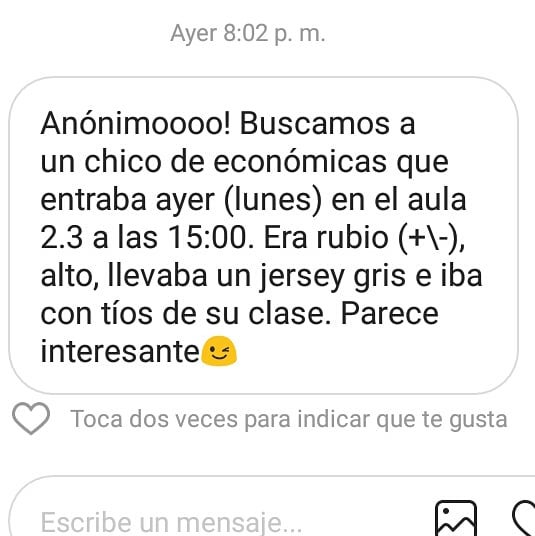 Ayer 8:02 p. m.
Anónimoooo! Buscamos a
un chico de económicas que
entraba ayer (lunes) en el aula
2.3 a las 15:00. Era rubio (+\-),
alto, llevaba un jersey gris e iba
con tíos de su clase. Parece
interesante😉
Toca dos veces para indicar que te gusta
Escribe un mensaje...